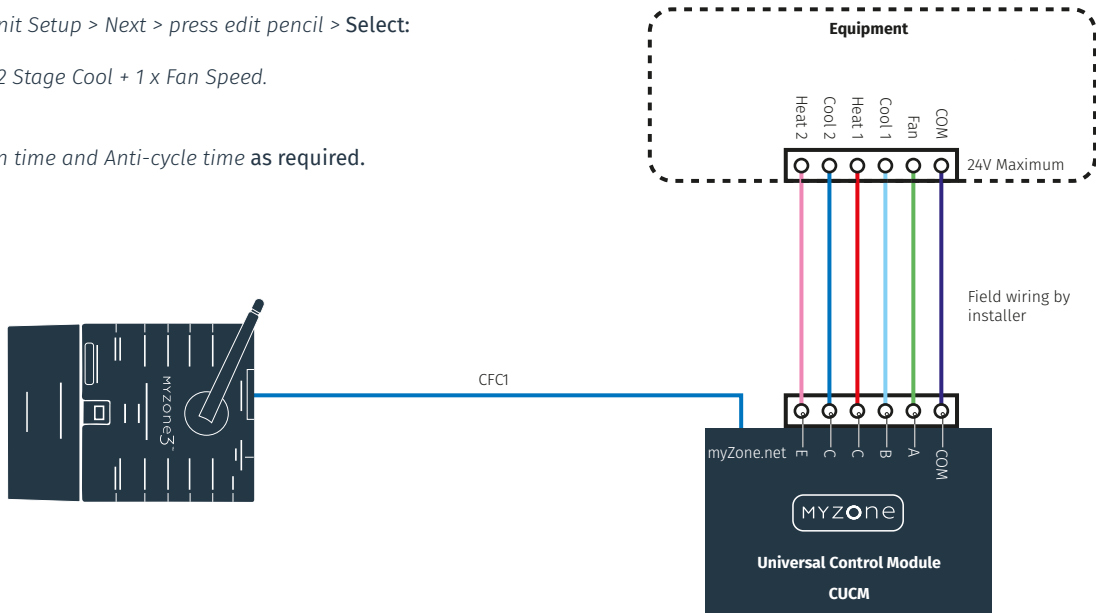 nit Setup > Next > press edit pencil > Select:
2 Stage Cool + 1 x Fan Speed.
n time and Anti-cycle time as required.
Equipment
Heat 2
Cool 2
Heat 1
Cool 1
Fan
COM
24V Maximum
Field wiring by
installer
CFC1
MYZONE3
myZone.net
E
C
C
B
A
COM
MYZONE
Universal Control Module
CUCM